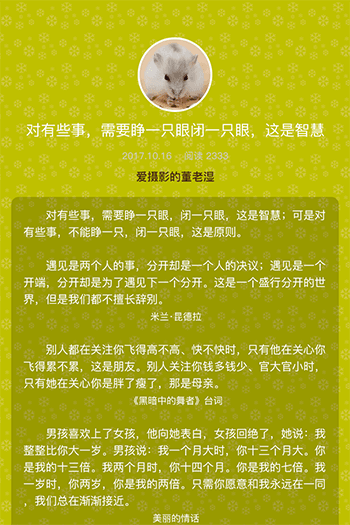 对有些事，需要睁一只眼闭一只眼，这是智慧
2017.10.16 · 阅读 2333
爱摄影的董老湿
对有些事，需要睁一只眼，闭一只眼，这是智慧；可是对
有些事，不能睁一只，闭一只眼，这是原则。
遇见是两个人的事，分开却是一个人的决议；遇见是一个
开端，分开却是为了遇见下一个分开。这是一个盛行分开的世
界，但是我们都不擅长辞别。
米兰·昆德拉
别人都在关注你飞得高不高、快不快时，只有他在关心你
飞得累不累，这是朋友。别人关注你钱多钱少、官大官小时，
只有她在关心你是胖了瘦了，那是母亲。
《黑暗中的舞者》台词
男孩喜欢上了女孩，他向她表白，女孩回绝了，她说：我
整整比你大一岁。男孩说：我一个月大时，你十三个月大。你
是我的十三倍。我两个月时，你十四个月。你是我的七倍。我
一岁时，你两岁，你是我的两倍。只需你愿意和我永远在一同
，我们总在渐渐接近。
美丽的情话